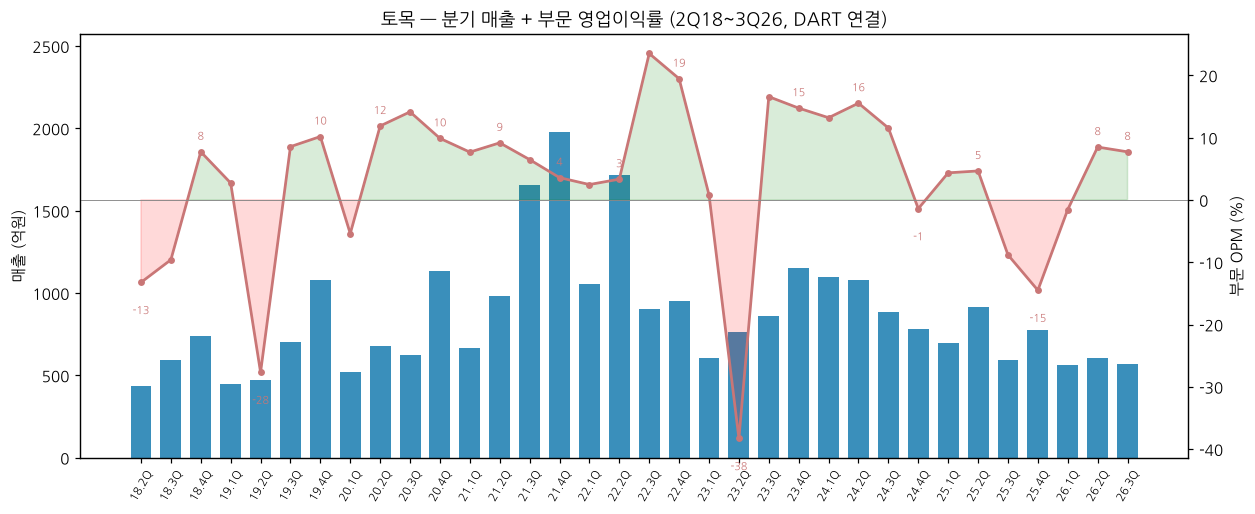 토목 — 분기 매출 + 부문 영업이익률 (2Q18~3Q26, DART 연결)
매출 (억원)
2500
2000
1500
1000
500
0
20
10
0
-10
-20
-30
-40
부문 OPM (%)
-13
8
-28
10
12
10
9
4
3
19
-38
15
16
-1
5
-15
8
8
18.2Q
18.3Q
18.4Q
19.1Q
19.2Q
19.3Q
19.4Q
20.1Q
20.2Q
20.3Q
20.4Q
21.1Q
21.2Q
21.3Q
21.4Q
22.1Q
22.2Q
22.3Q
22.4Q
23.1Q
23.2Q
23.3Q
23.4Q
24.1Q
24.2Q
24.3Q
24.4Q
25.1Q
25.2Q
25.3Q
25.4Q
26.1Q
26.2Q
26.3Q